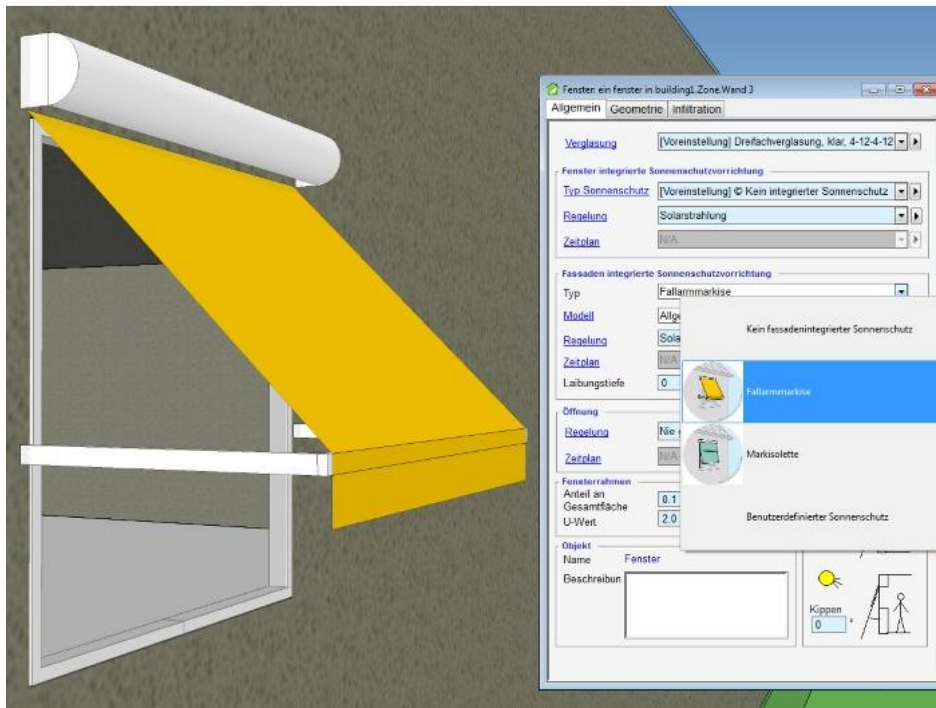 Fenster: ein fenster in building1.Zone.Wand 3
Allgemein Geometrie Infiltration
Verglasung [Voreinstellung] Dreifachverglasung, klar, 4-12-4-12
Fenster integrierte Sonnenschutzvorrichtung
Typ Sonnenschutz [Voreinstellung] © Kein integrierter Sonnenschutz
Regelung Solarstrahlung
Zeitplan N/A
Fassaden integrierte Sonnenschutzvorrichtung
Typ Fallarmmarkise
Modell Allge
Kein fassadenintegrierter Sonnenschutz
Regelung Sola
Zeitplan N/A
Laibungstiefe 0
Fallarmmarkise
Öffnung
Regelung Nie
Markisolette
Zeitplan N/A
Fensterrahmen
Anteil an
Gesamtfläche 0.1
U-Wert 2.0
Benutzerdefinierter Sonnenschutz
Objekt
Name Fenster
Beschreibun
Kippen
0 °